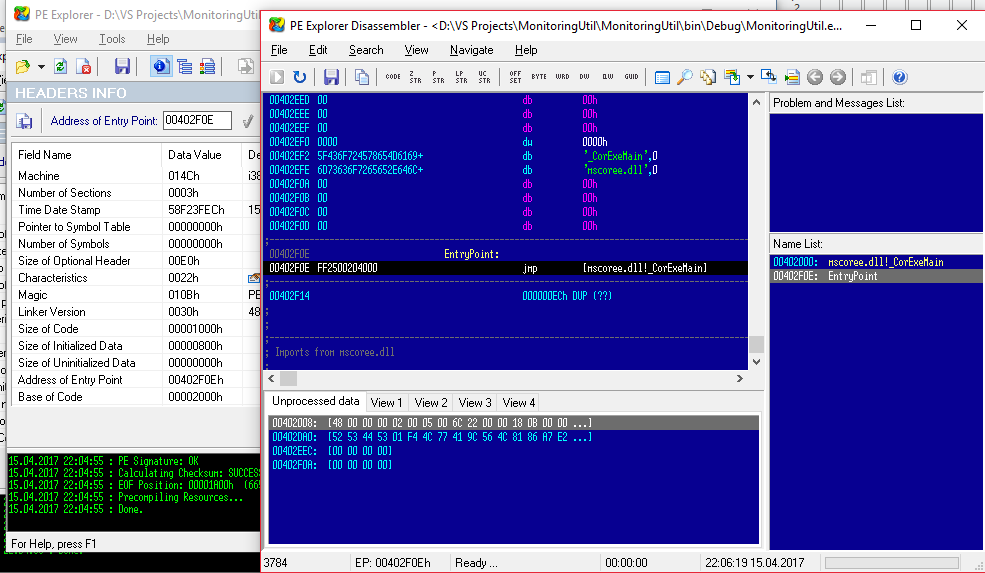 PE Explorer - D:\VS Projects\MonitoringUtil
File View Tools Help
HEADERS INFO
Address of Entry Point: 00402F0E
Field Name Data Value De
Machine 014Ch i38
Number of Sections 0003h
Time Date Stamp 58F23FECh 15
Pointer to Symbol Table 00000000h
Number of Symbols 00000000h
Size of Optional Header 00E0h
Characteristics 0022h
Magic 010Bh PE
Linker Version 0030h 48
Size of Code 00001000h
Size of Initialized Data 00000800h
Size of Uninitialized Data 00000000h
Address of Entry Point 00402F0Eh
Base of Code 00002000h
15.04.2017 22:04:55 : PE Signature: OK
15.04.2017 22:04:55 : Calculating Checksum: SUCCESS
15.04.2017 22:04:55 : EOF Position: 00001A00h (665
15.04.2017 22:04:55 : Precompiling Resources...
15.04.2017 22:04:55 : Done.
For Help, press F1
PE Explorer Disassembler - <D:\VS Projects\MonitoringUtil\MonitoringUtil\bin\Debug\MonitoringUtil.e...
File Edit Search View Navigate Help
CODE Z STR P STR LP STR UC STR OFF SET BYTE WRD DW QW GUID
00402EED 00 db 00h
00402EEE 00 db 00h
00402EEF 00 db 00h
00402EF0 0000 dw 0000h
00402EF2 5F436F724578654D6169+ db '_CorExeMain',0
00402EFE 6D73636F7265652E646C+ db 'mscoree.dll',0
00402F0A 00 db 00h
00402F0B 00 db 00h
00402F0C 00 db 00h
00402F0D 00 db 00h
;
00402F0E EntryPoint:
00402F0E FF2500204000 jmp [mscoree.dll!_CorExeMain]
;
00402F14 000000ECh DUP (??)
;
;
;
; Imports from mscoree.dll
;
Unprocessed data View 1 View 2 View 3 View 4
00402008: [48 00 00 00 02 00 05 00 6C 22 00 00 18 0B 00 00 ...]
00402DA0: [52 53 44 53 01 F4 4C 77 41 9C 56 4C 81 86 A7 E2 ...]
00402EEC: [00 00 00 00]
00402F0A: [00 00 00 00]
Problem and Messages List:
Name List:
00402000: mscoree.dll!_CorExeMain
00402F0E: EntryPoint
3784 EP: 00402F0Eh Ready ... 00:00:00 22:06:19 15.04.2017